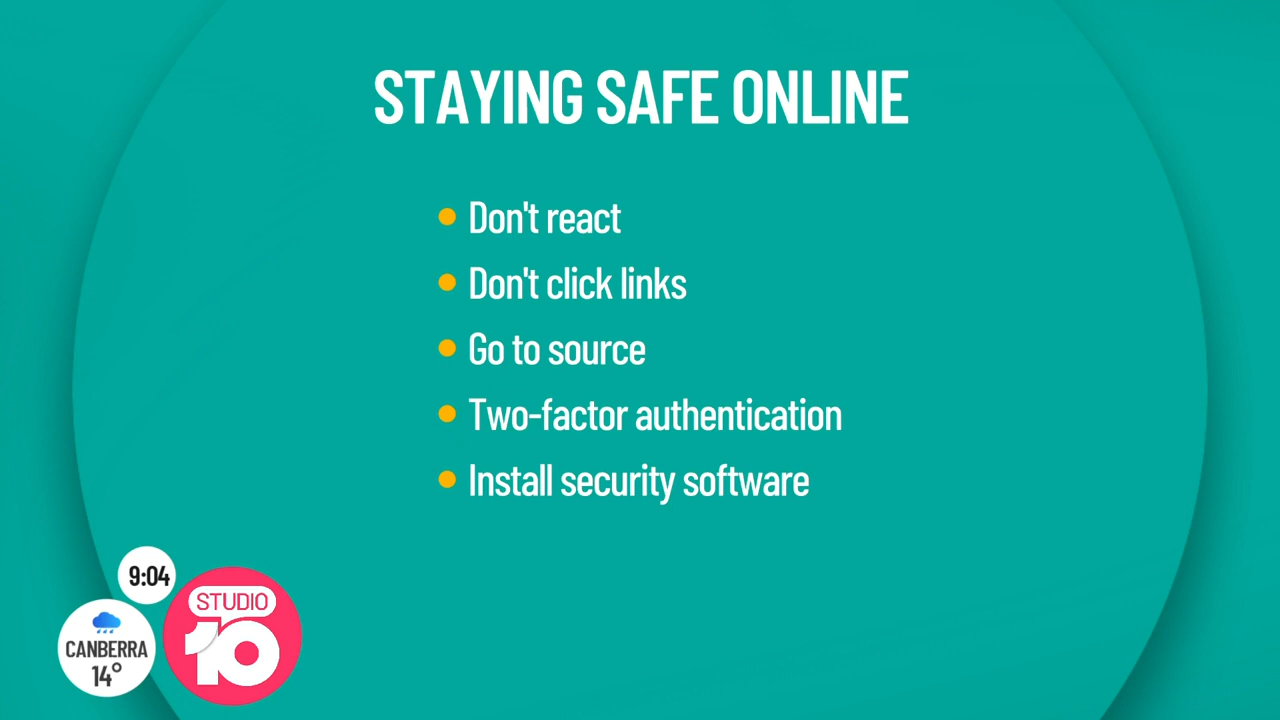 STAYING SAFE ONLINE
Don't react
Don't click links
Go to source
Two-factor authentication
Install security software
9:04
STUDIO
10
CANBERRA
14°